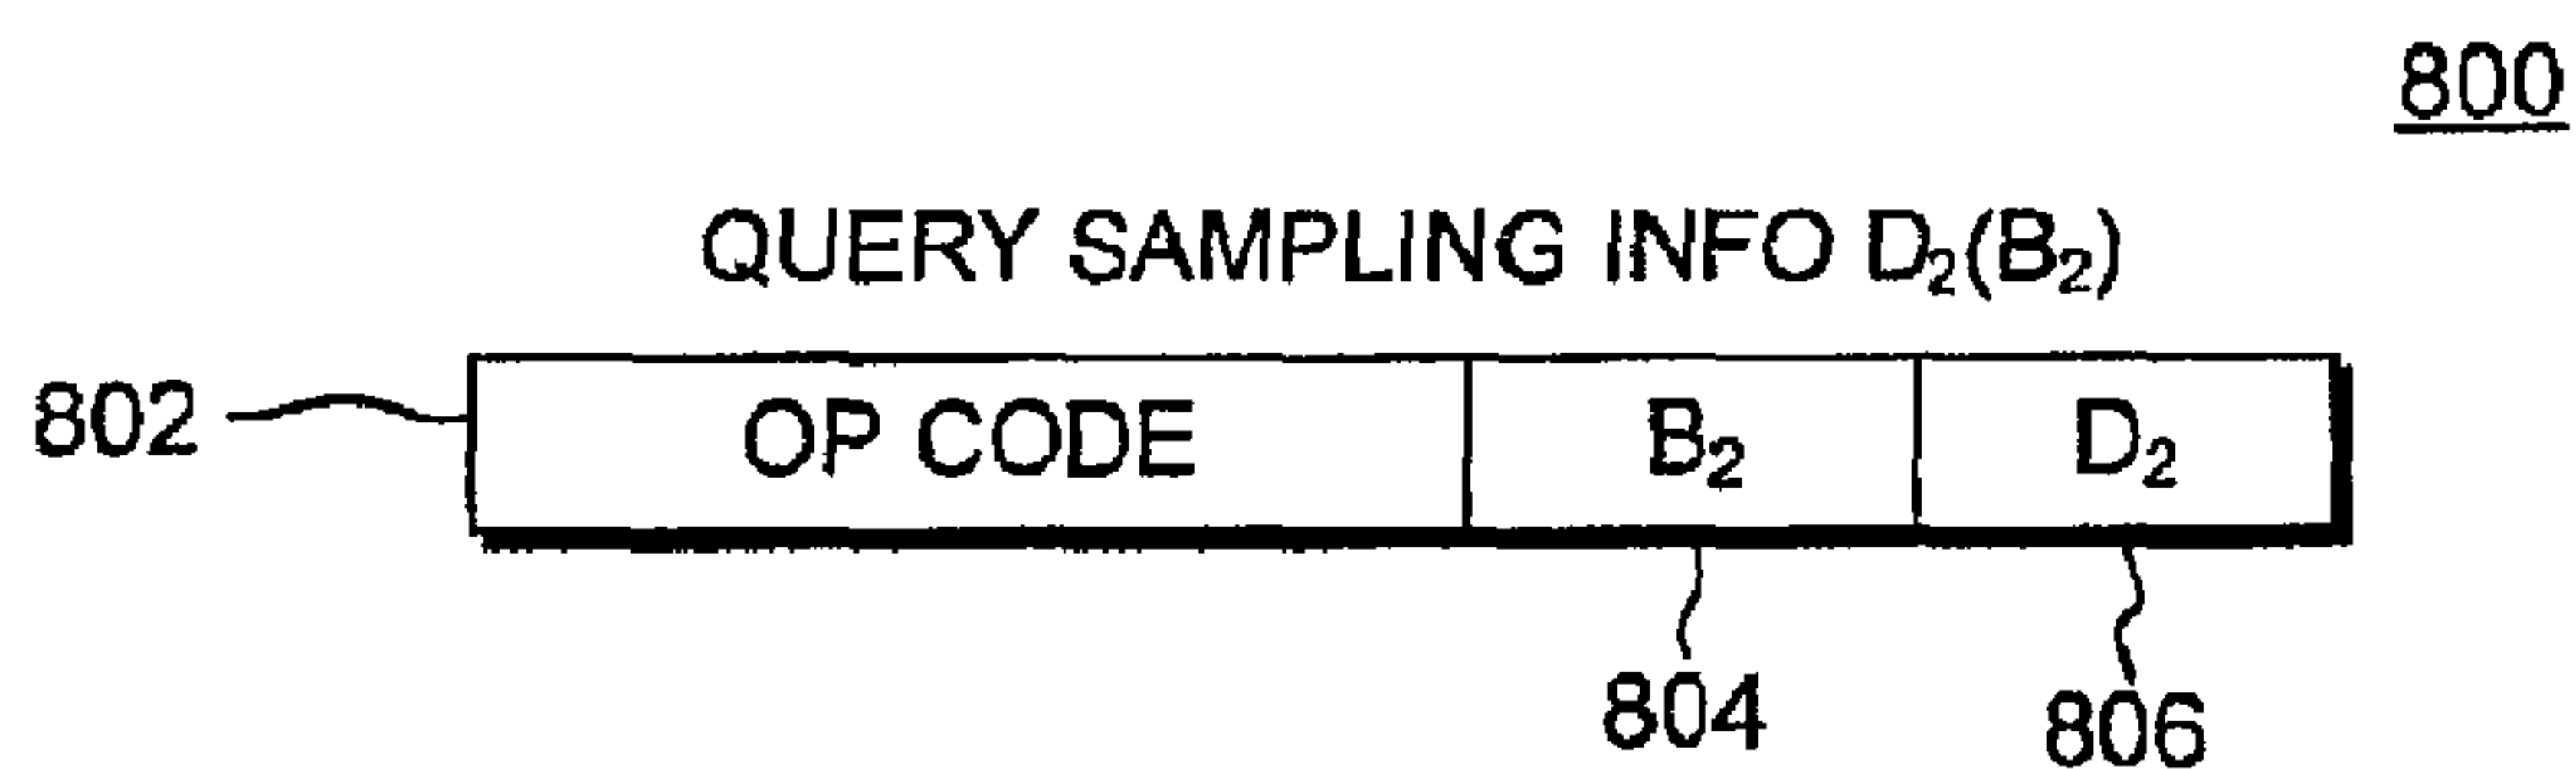 800
QUERY SAMPLING INFO D₂(B₂)
802 OP CODE B₂ D₂
804 806